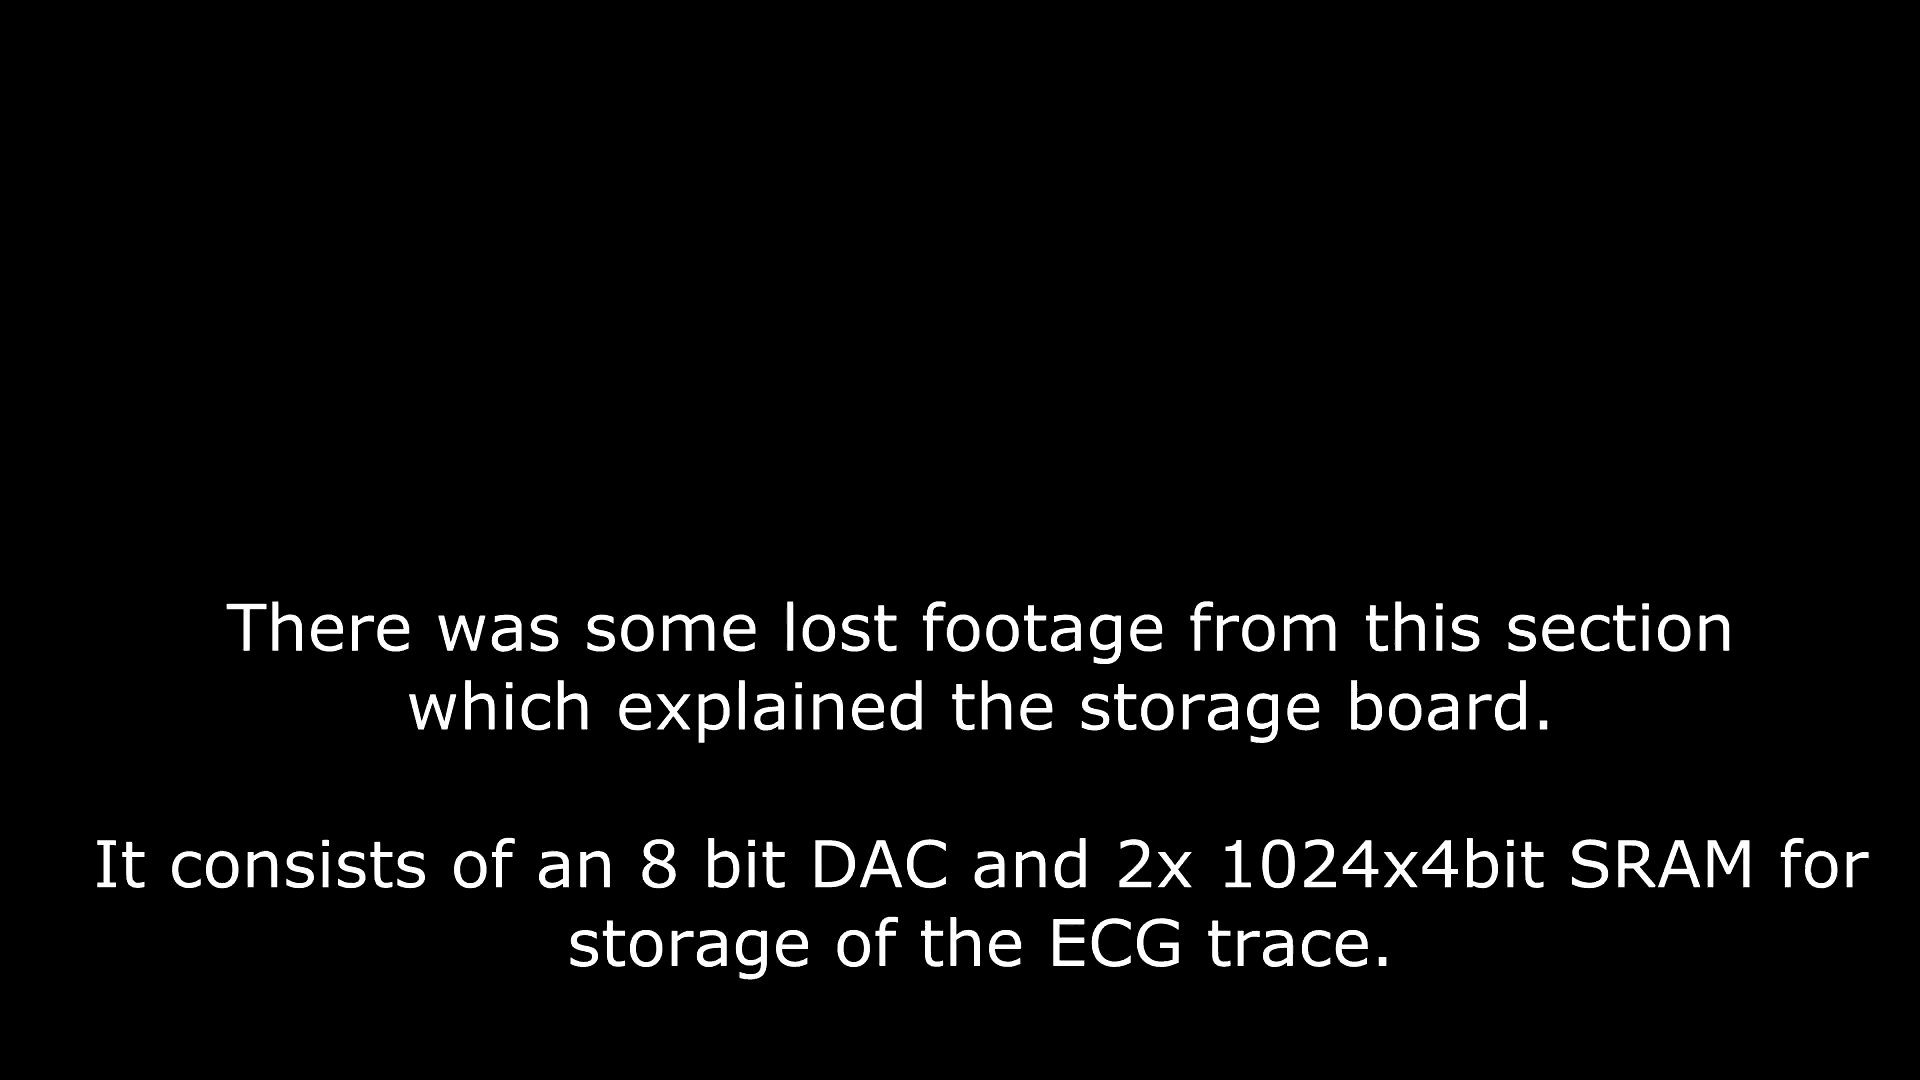 There was some lost footage from this section
which explained the storage board.
It consists of an 8 bit DAC and 2x 1024x4bit SRAM for
storage of the ECG trace.